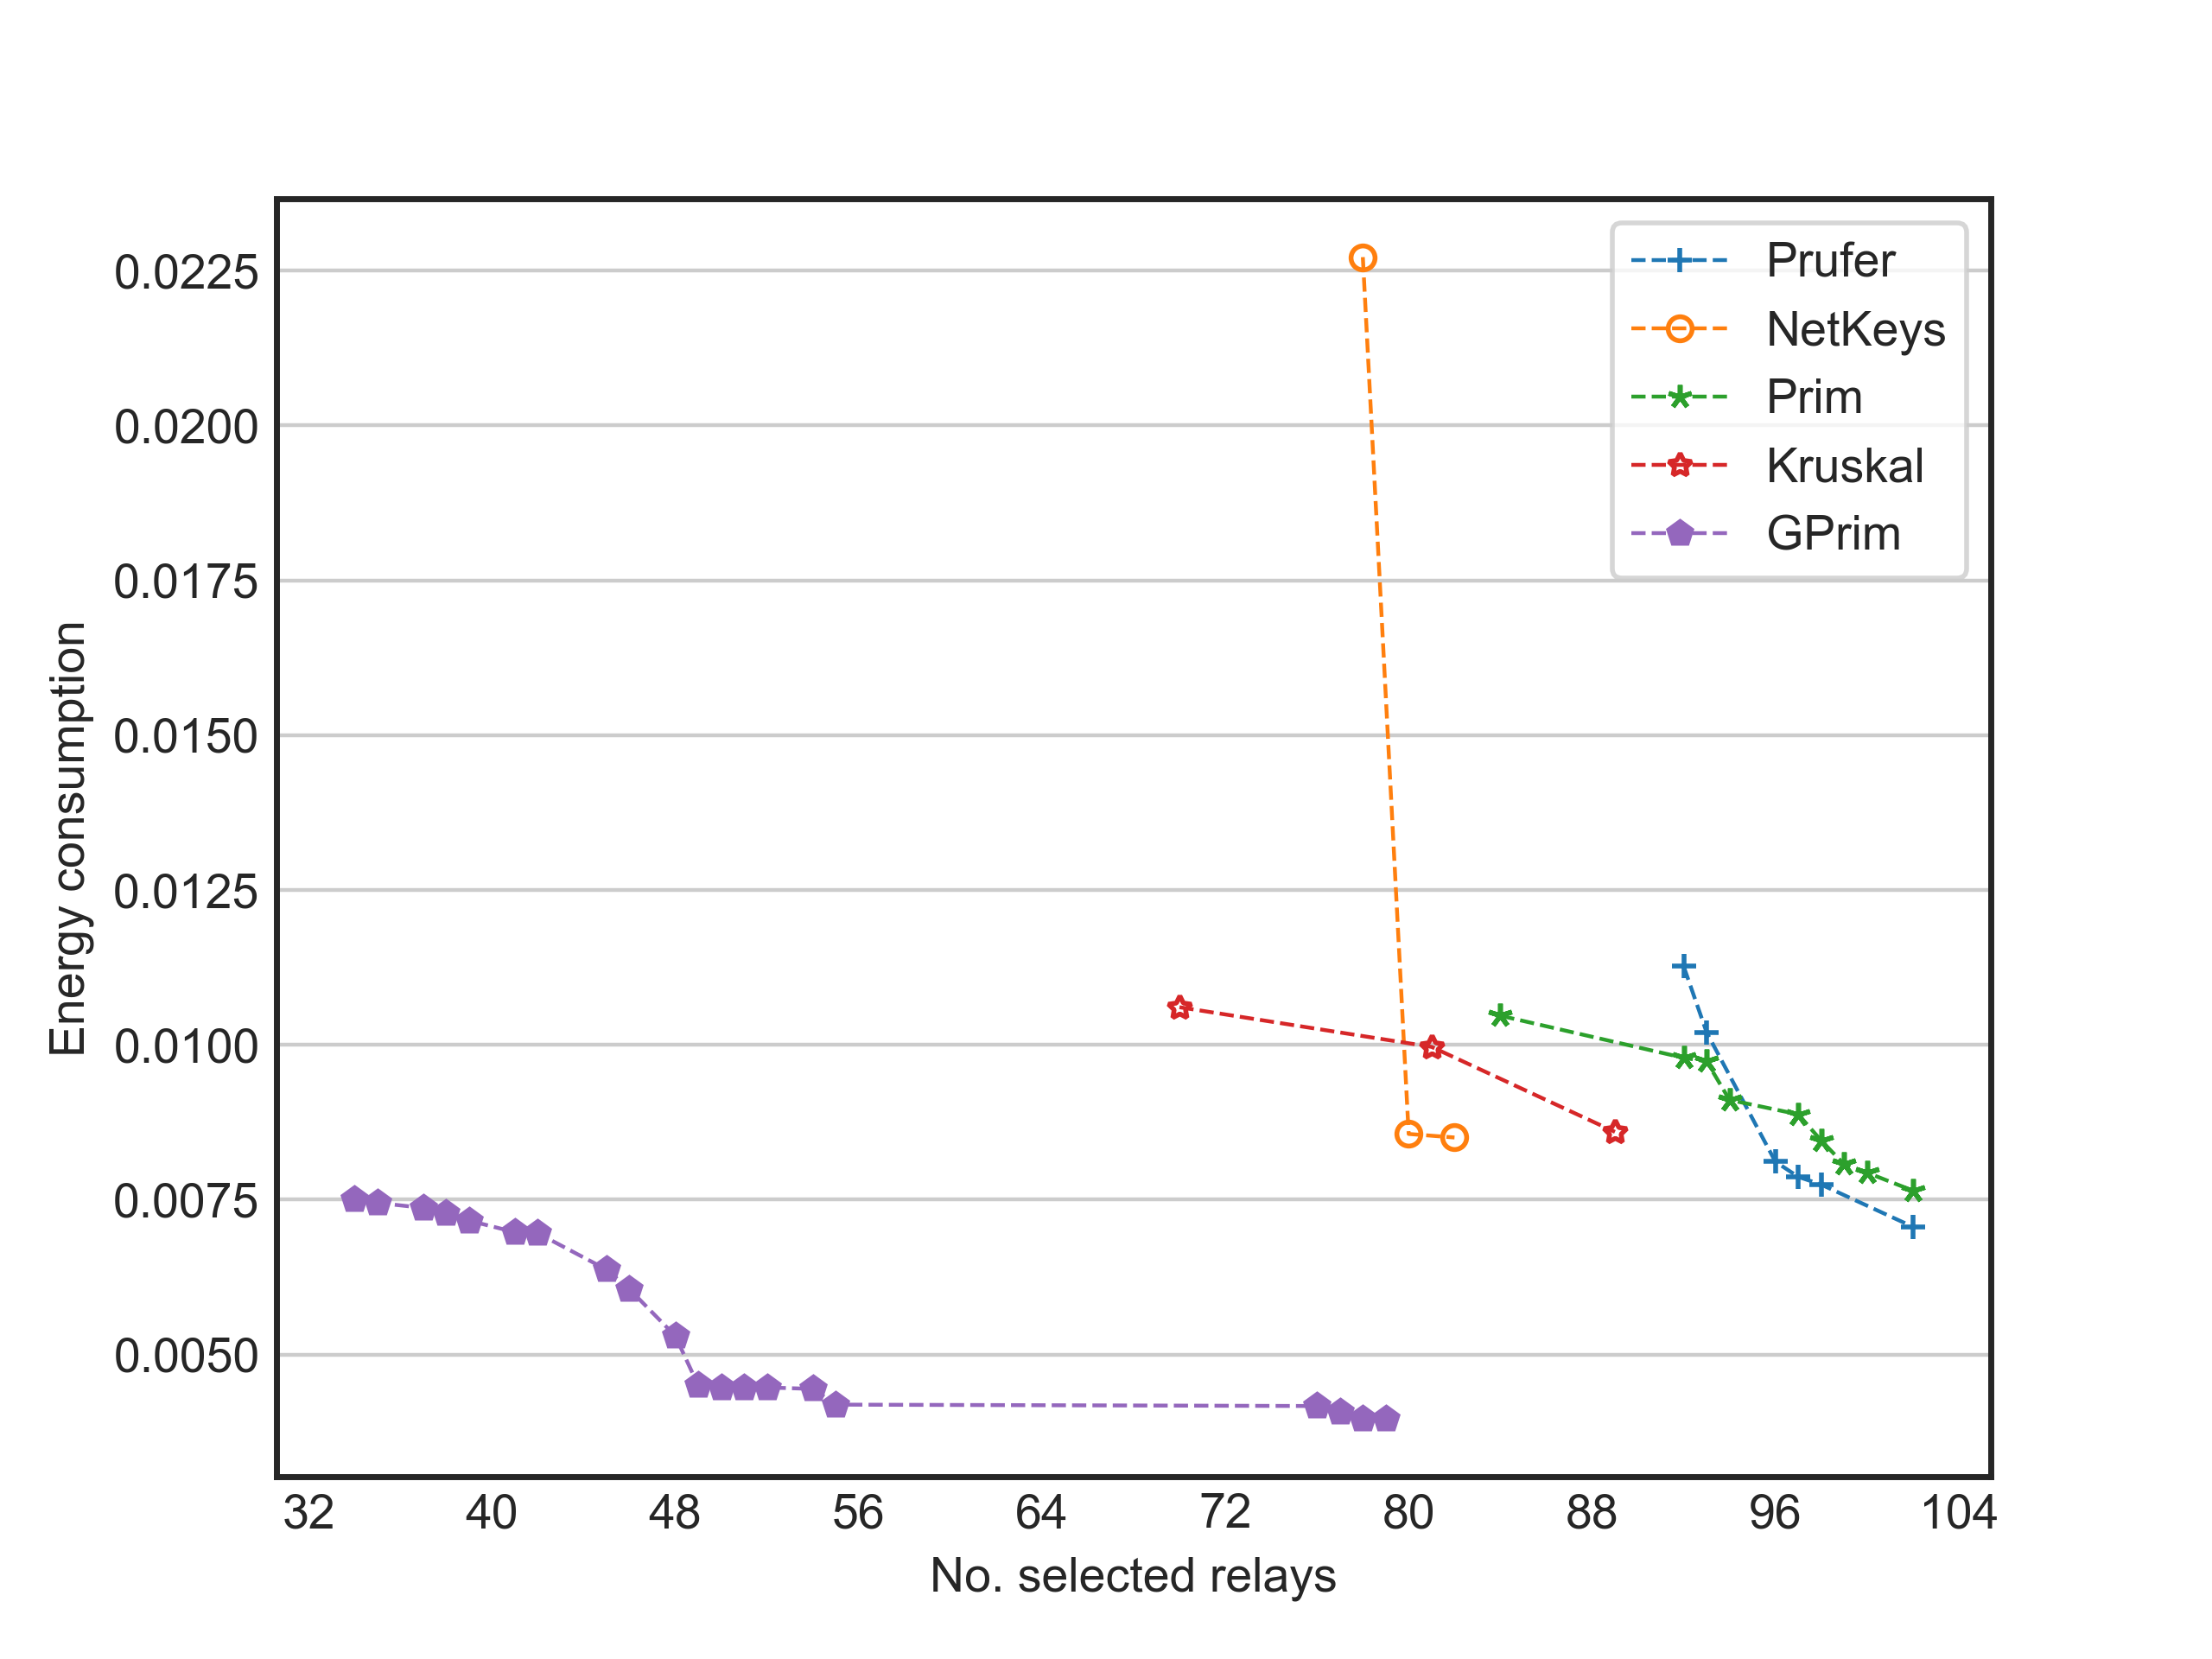 0.0225
0.0200
0.0175
0.0150
0.0125
0.0100
0.0075
0.0050
Energy consumption
Prufer
NetKeys
Prim
Kruskal
GPrim
32 40 48 56 64 72 80 88 96 104
No. selected relays